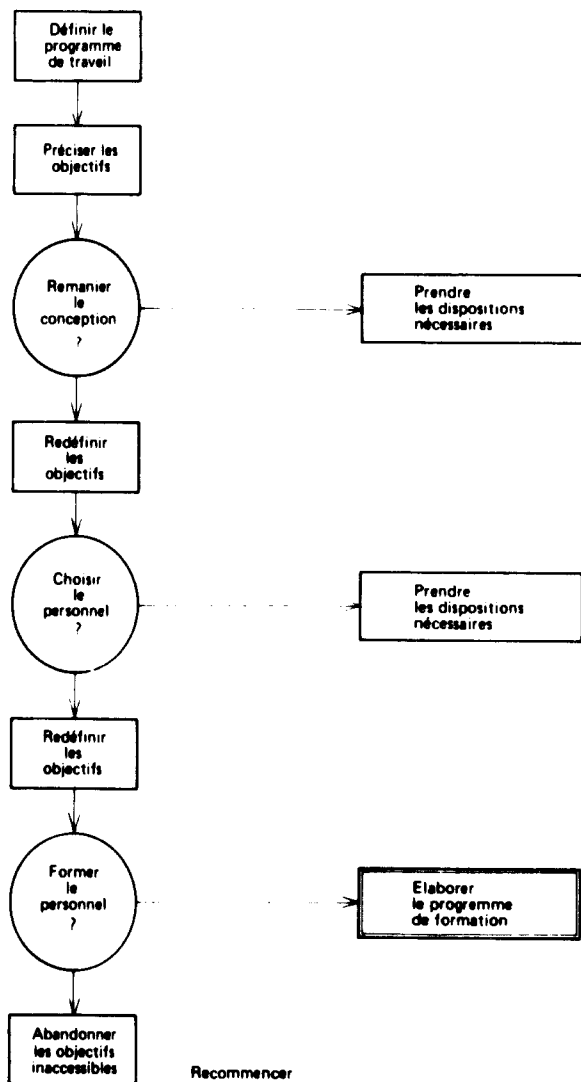 Définir le
programme
de travail
Préciser les
objectifs
Remanier
le
conception
?
Prendre
les dispositions
nécessaires
Redéfinir
les
objectifs
Choisir
le
personnel
?
Prendre
les dispositions
nécessaires
Redéfinir
les
objectifs
Former
le
personnel
?
Elaborer
le programme
de formation
Abandonner
les objectifs
inaccessibles
Recommencer